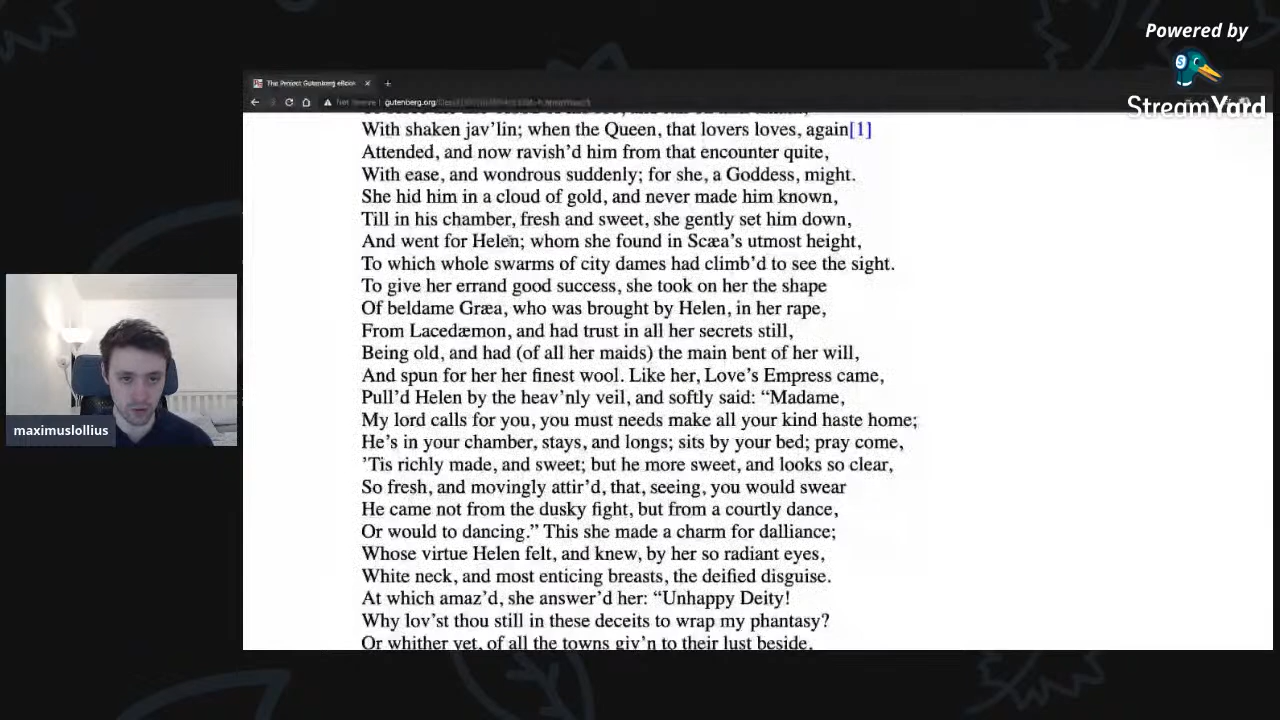 Powered by
StreamYard
The Project Gutenberg eBook
gutenberg.org
With shaken jav’lin; when the Queen, that lovers loves, again[1]
Attended, and now ravish’d him from that encounter quite,
With ease, and wondrous suddenly; for she, a Goddess, might.
She hid him in a cloud of gold, and never made him known,
Till in his chamber, fresh and sweet, she gently set him down,
And went for Helen; whom she found in Scæa’s utmost height,
To which whole swarms of city dames had climb’d to see the sight.
To give her errand good success, she took on her the shape
Of beldame Græa, who was brought by Helen, in her rape,
From Lacedæmon, and had trust in all her secrets still,
Being old, and had (of all her maids) the main bent of her will,
And spun for her her finest wool. Like her, Love’s Empress came,
Pull’d Helen by the heav’nly veil, and softly said: “Madame,
My lord calls for you, you must needs make all your kind haste home;
He’s in your chamber, stays, and longs; sits by your bed; pray come,
’Tis richly made, and sweet; but he more sweet, and looks so clear,
So fresh, and movingly attir’d, that, seeing, you would swear
He came not from the dusky fight, but from a courtly dance,
Or would to dancing.” This she made a charm for dalliance;
Whose virtue Helen felt, and knew, by her so radiant eyes,
White neck, and most enticing breasts, the deified disguise.
At which amaz’d, she answer’d her: “Unhappy Deity!
Why lov’st thou still in these deceits to wrap my phantasy?
Or whither yet, of all the towns giv’n to their lust beside,
maximuslollius